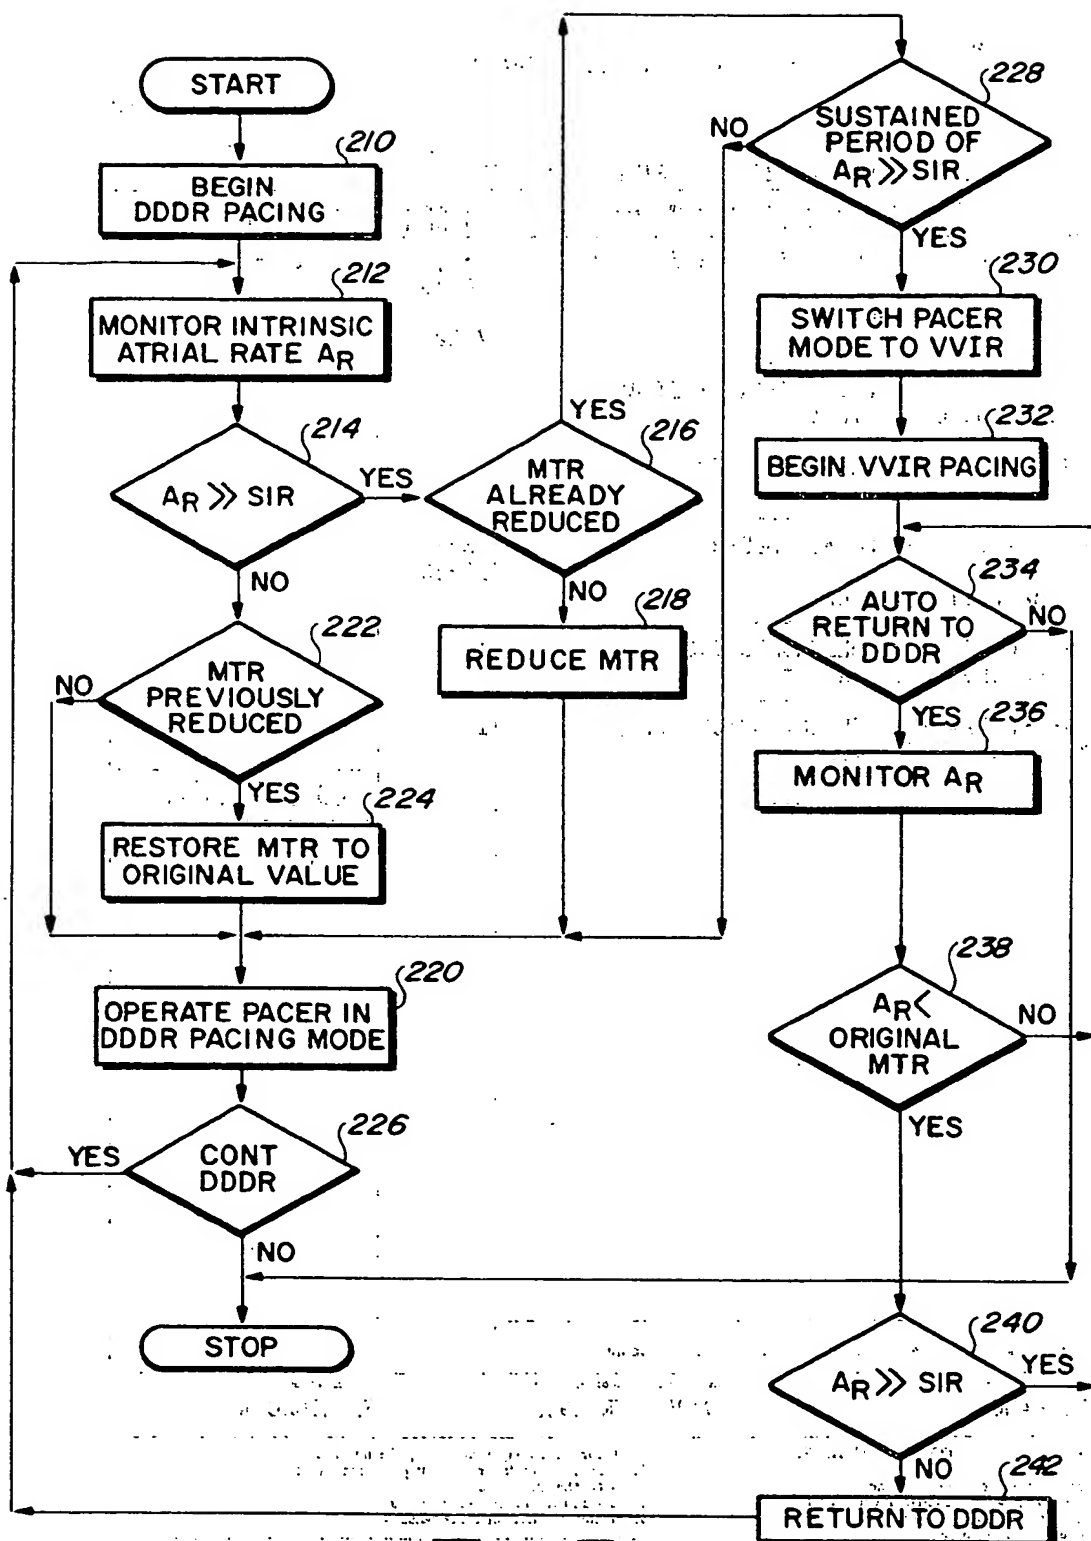 START
210
BEGIN
DDDR PACING
212
MONITOR INTRINSIC
ATRIAL RATE AR
214
AR >> SIR
YES
NO
216
MTR
ALREADY
REDUCED
YES
NO
218
REDUCE MTR
222
MTR
PREVIOUSLY
REDUCED
NO
YES
224
RESTORE MTR TO
ORIGINAL VALUE
220
OPERATE PACER IN
DDDR PACING MODE
226
CONT
DDDR
YES
NO
STOP
228
SUSTAINED
PERIOD OF
AR >> SIR
NO
YES
230
SWITCH PACER
MODE TO VVIR
232
BEGIN VVIR PACING
234
AUTO
RETURN TO
DDDR
NO
YES
236
MONITOR AR
238
AR <
ORIGINAL
MTR
NO
YES
240
AR >> SIR
YES
NO
242
RETURN TO DDDR